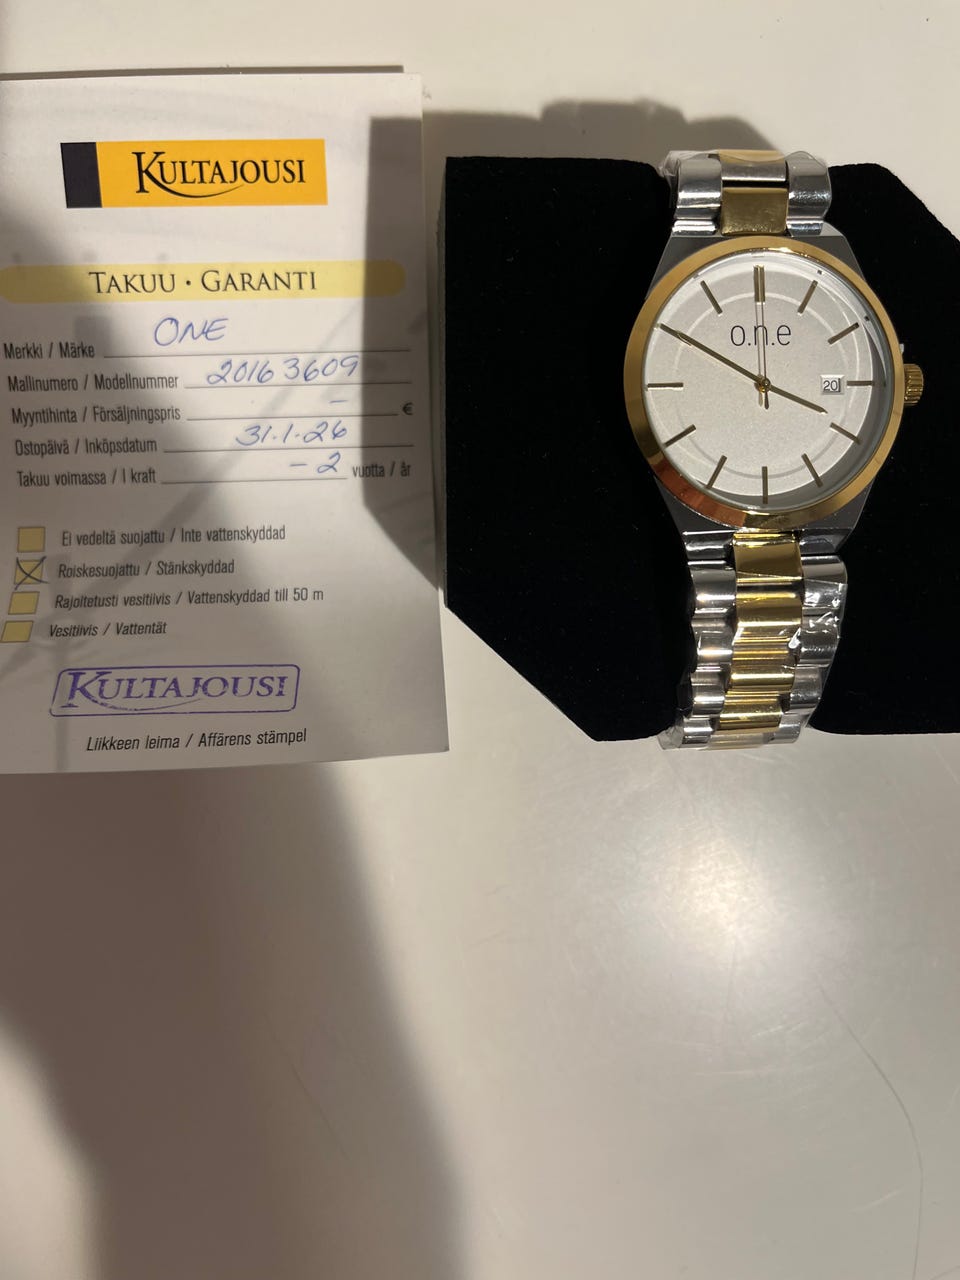 KULTAJOUSI
TAKUU · GARANTI
Merkki / Märke ONE
Mallinumero / Modellnummer 20163609
Myyntihinta / Försäljningspris - €
Ostopäivä / Inköpsdatum 31.1.26
Takuu voimassa / I kraft - 2 vuotta / år
Ei vedeltä suojattu / Inte vattenskyddad
Roiskesuojattu / Stänkskyddad
Rajoitetusti vesitiivis / Vattenskyddad till 50 m
Vesitiivis / Vattentät
KULTAJOUSI
Liikkeen leima / Affärens stämpel
o.n.e
20